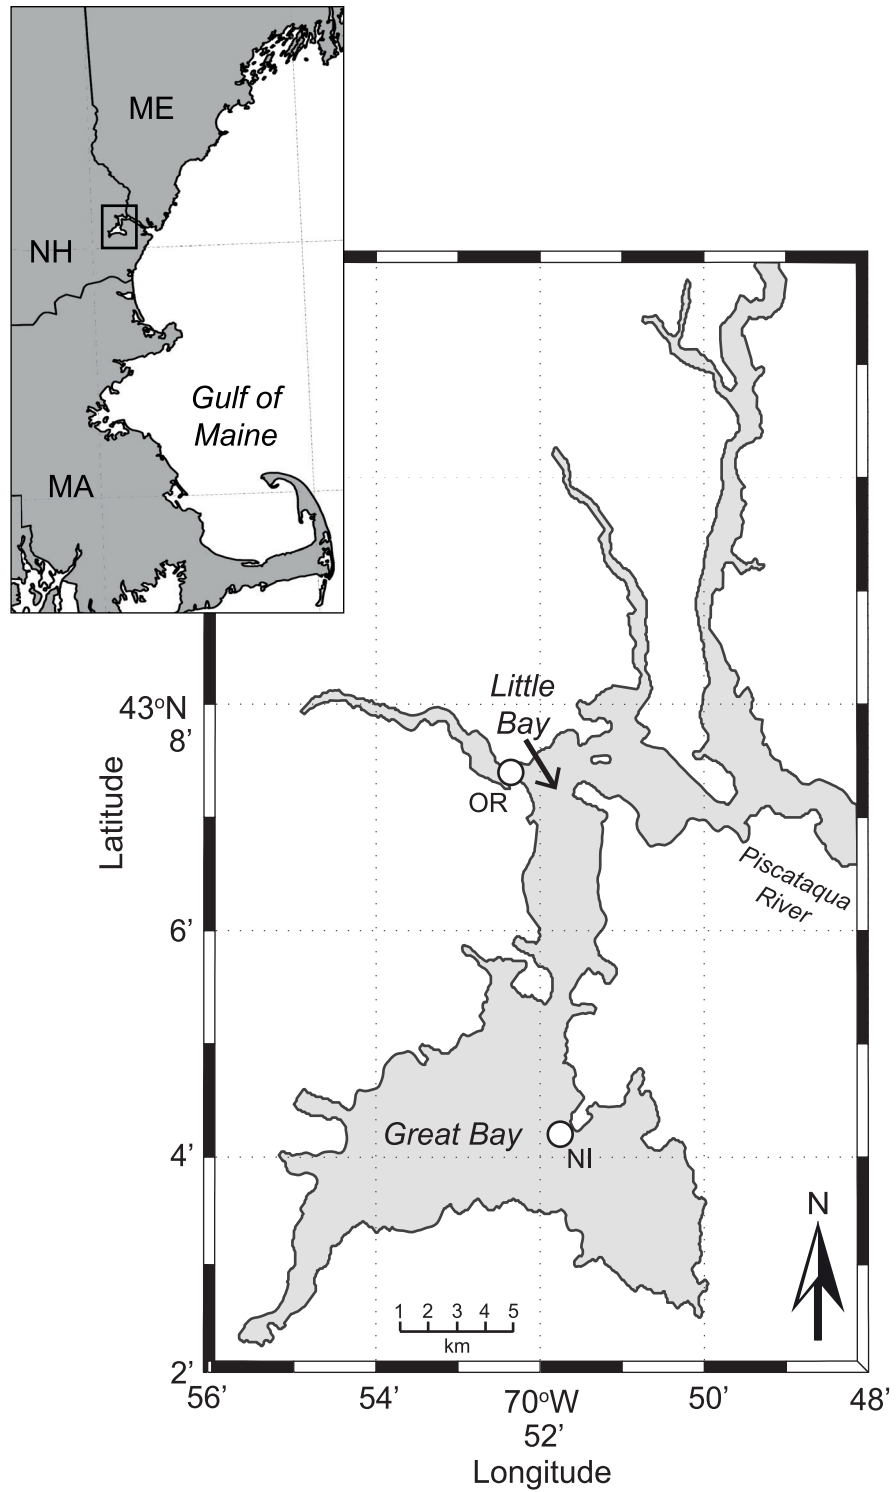 ME
NH
Gulf of
Maine
MA
Little
Bay
43°N
8’
OR
Latitude
Piscataqua
River
6’
Great Bay
NI
4’
N
1 2 3 4 5
km
2’
56’ 54’ 70°W 50’ 48’
52’
Longitude